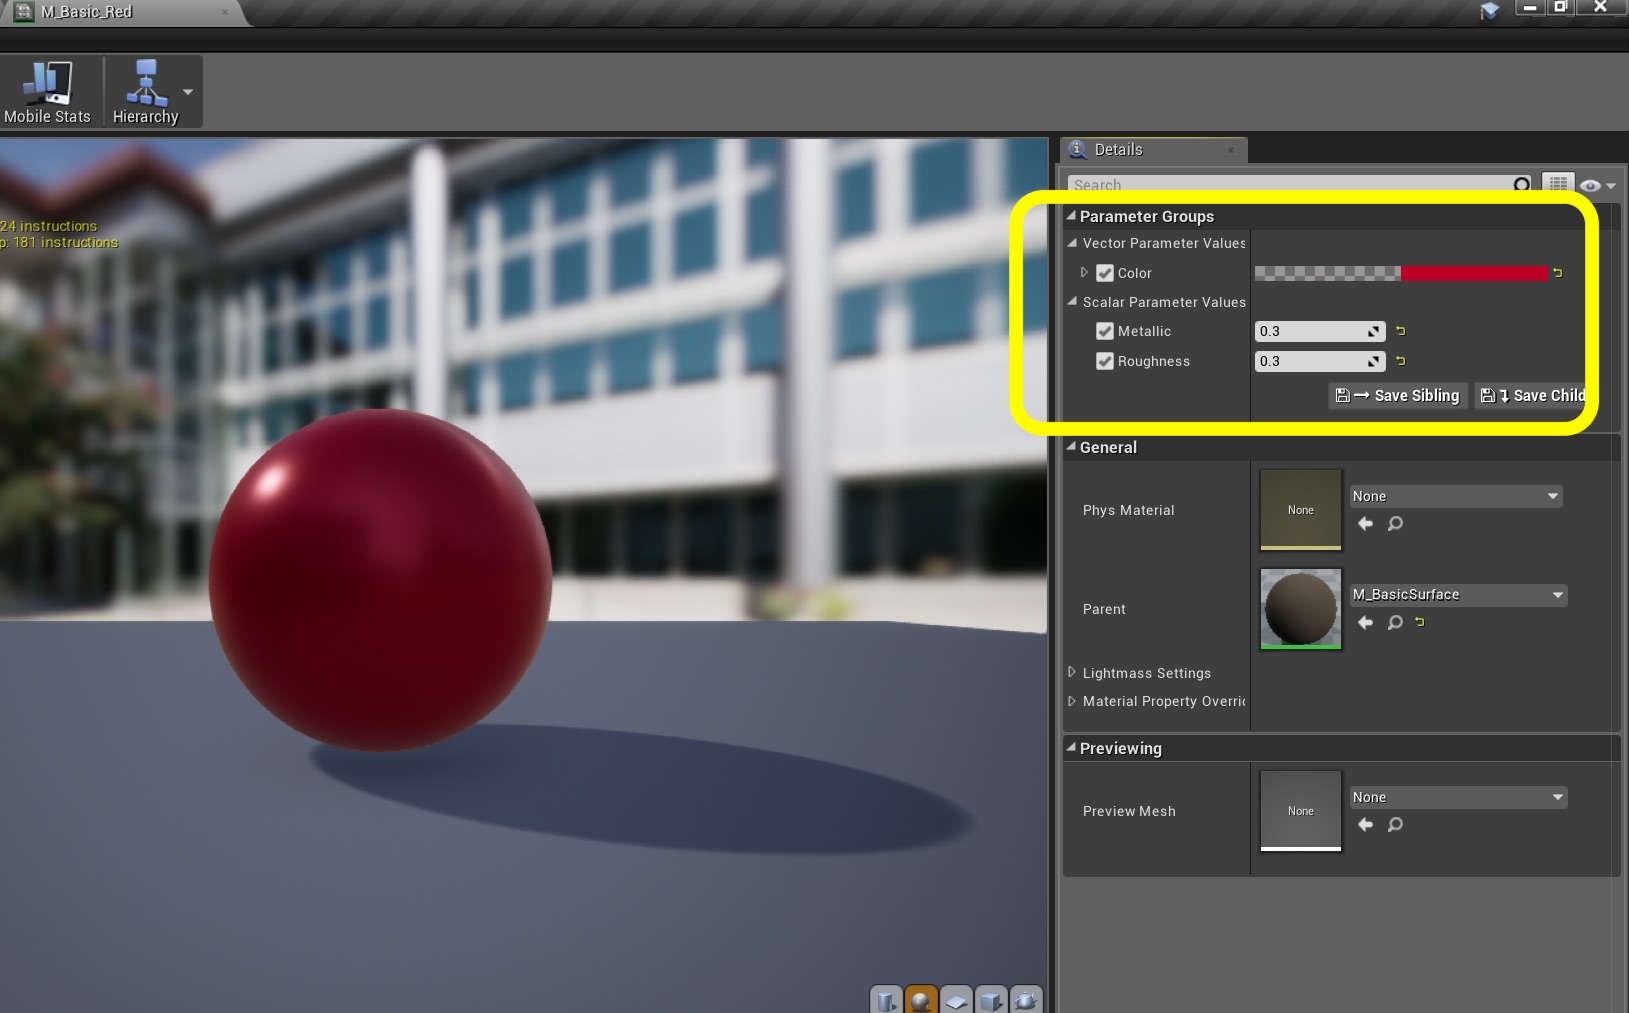 M_Basic_Red
Mobile Stats
Hierarchy
24 instructions
p: 181 instructions
Details
Search
Parameter Groups
Vector Parameter Values
Color
Scalar Parameter Values
Metallic 0.3
Roughness 0.3
Save Sibling Save Child
General
Phys Material None None
Parent M_BasicSurface
Lightmass Settings
Material Property Overri
Previewing
Preview Mesh None None